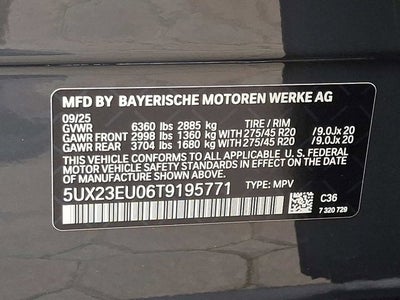 MFD BY BAYERISCHE MOTOREN WERKE AG
09/25
GVWR 6360 lbs 2885 kg TIRE / RIM
GAWR FRONT 2998 lbs 1360 kg WITH 275/45 R20 /9.0Jx 20
GAWR REAR 3704 lbs 1680 kg WITH 275/45 R20 /9.0Jx 20
THIS VEHICLE CONFORMS TO ALL APPLICABLE U. S. FEDERAL
MOTOR VEHICLE SAFETY STANDARDS IN EFFECT
ON THE DATE OF MANUFACTURE SHOWN ABOVE.
5UX23EU06T9195771 TYPE: MPV
C36
7 320 729